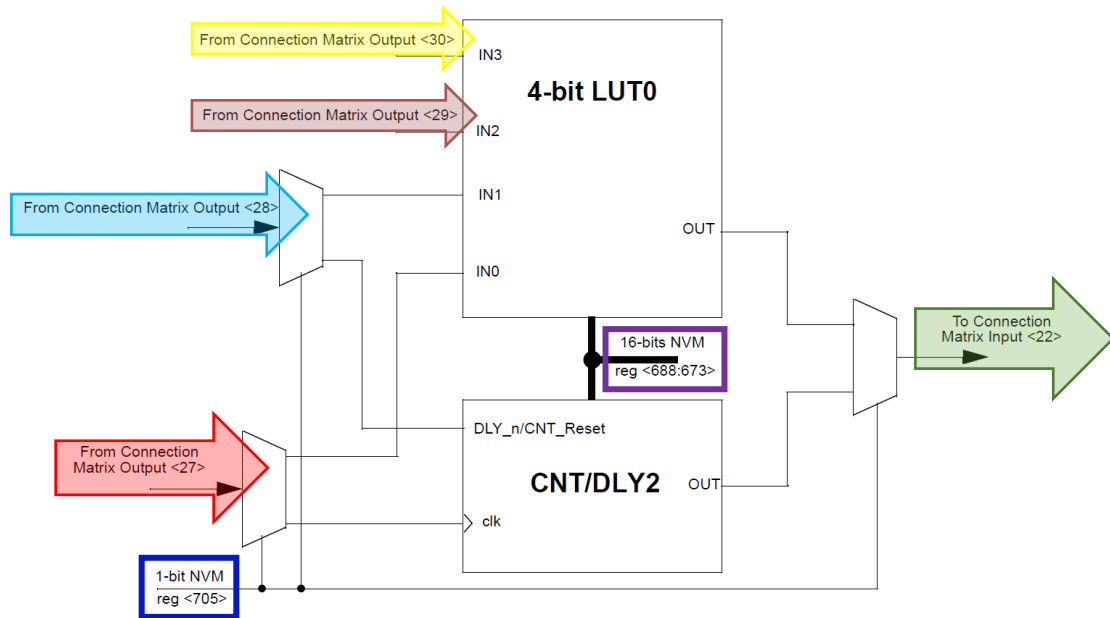 From Connection Matrix Output <30>
IN3
4-bit LUT0
From Connection Matrix Output <29>
IN2
From Connection Matrix Output <28>
IN1
OUT
IN0
To Connection
Matrix Input <22>
16-bits NVM
reg <688:673>
From Connection
Matrix Output <27>
DLY_n/CNT_Reset
CNT/DLY2
OUT
clk
1-bit NVM
reg <705>